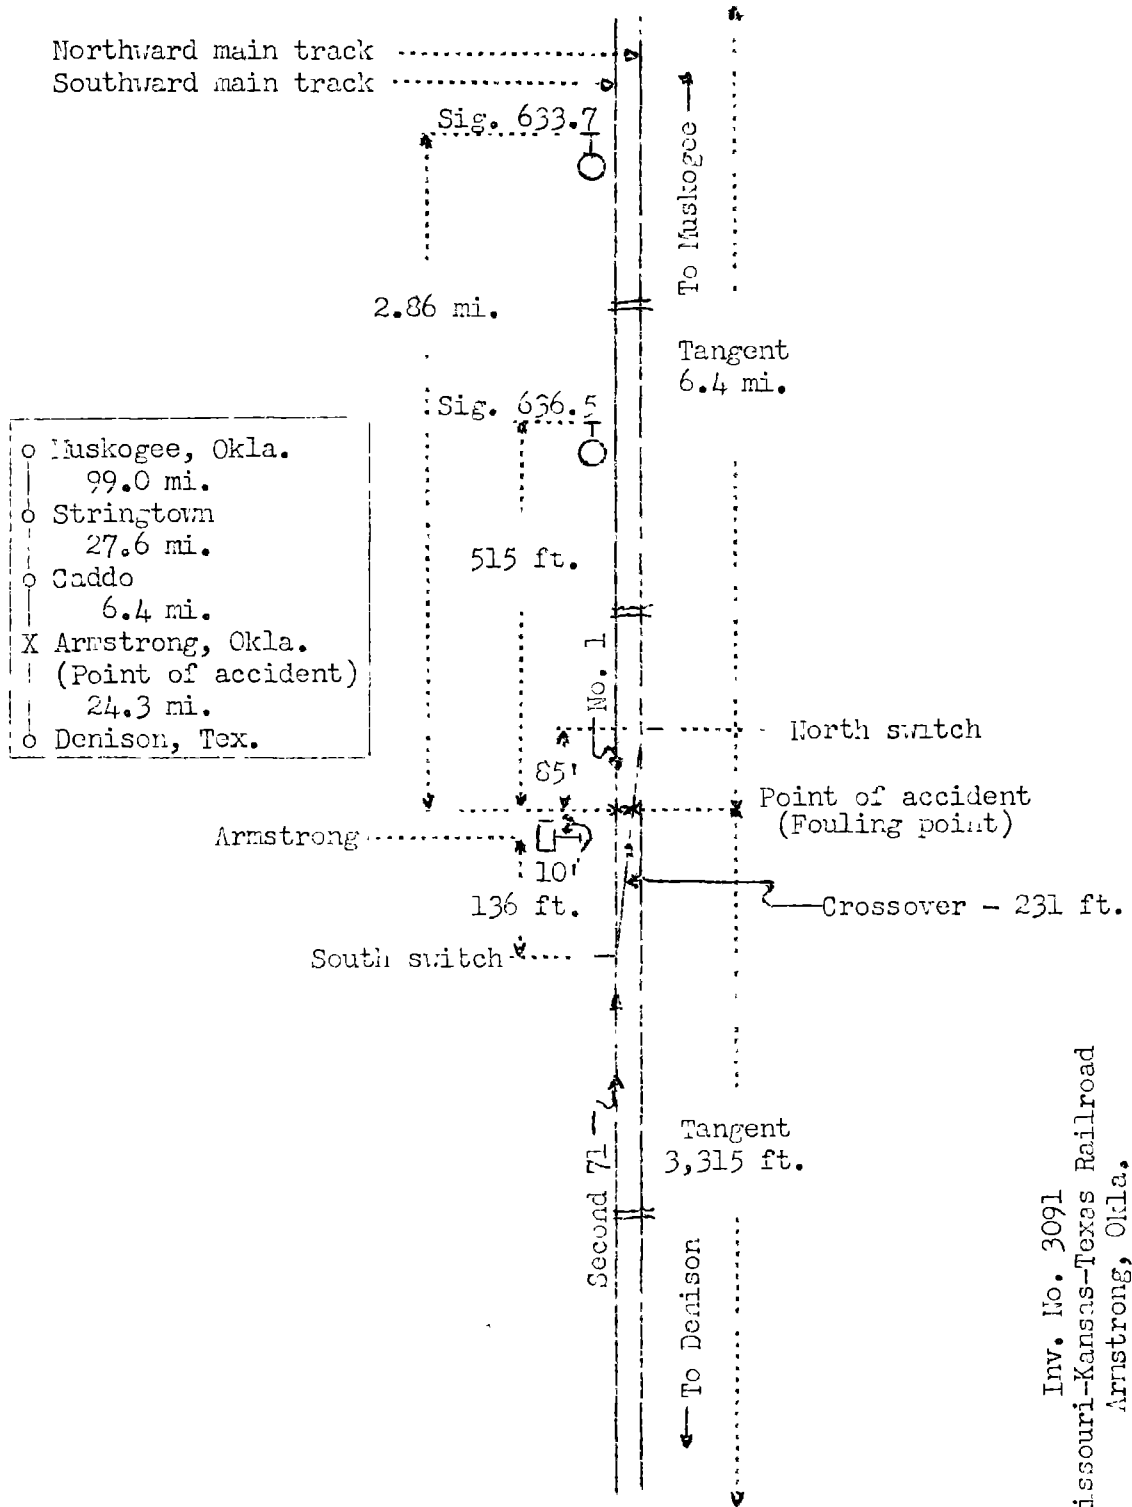 Northward main track
Southward main track
Sig. 633.7
To Muskogee
2.86 mi.
Tangent
6.4 mi.
Sig. 636.5
Muskogee, Okla.
99.0 mi.
Stringtown
27.6 mi.
Caddo
6.4 mi.
X Armstrong, Okla.
(Point of accident)
24.3 mi.
Denison, Tex.
515 ft.
No. 1
North switch
85'
Point of accident
(Fouling point)
Armstrong
10'
136 ft.
Crossover - 231 ft.
South switch
Second 71
Tangent
3,315 ft.
To Denison
Inv. No. 3091
issouri-Kansas-Texas Railroad
Armstrong, Okla.